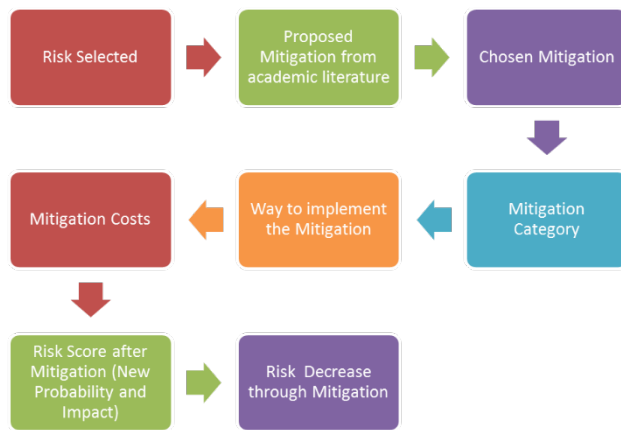 Risk Selected
Proposed
Mitigation from
academic literature
Chosen Mitigation
Mitigation
Category
Way to implement
the Mitigation
Mitigation Costs
Risk Score after
Mitigation (New
Probability and
Impact)
Risk Decrease
through Mitigation